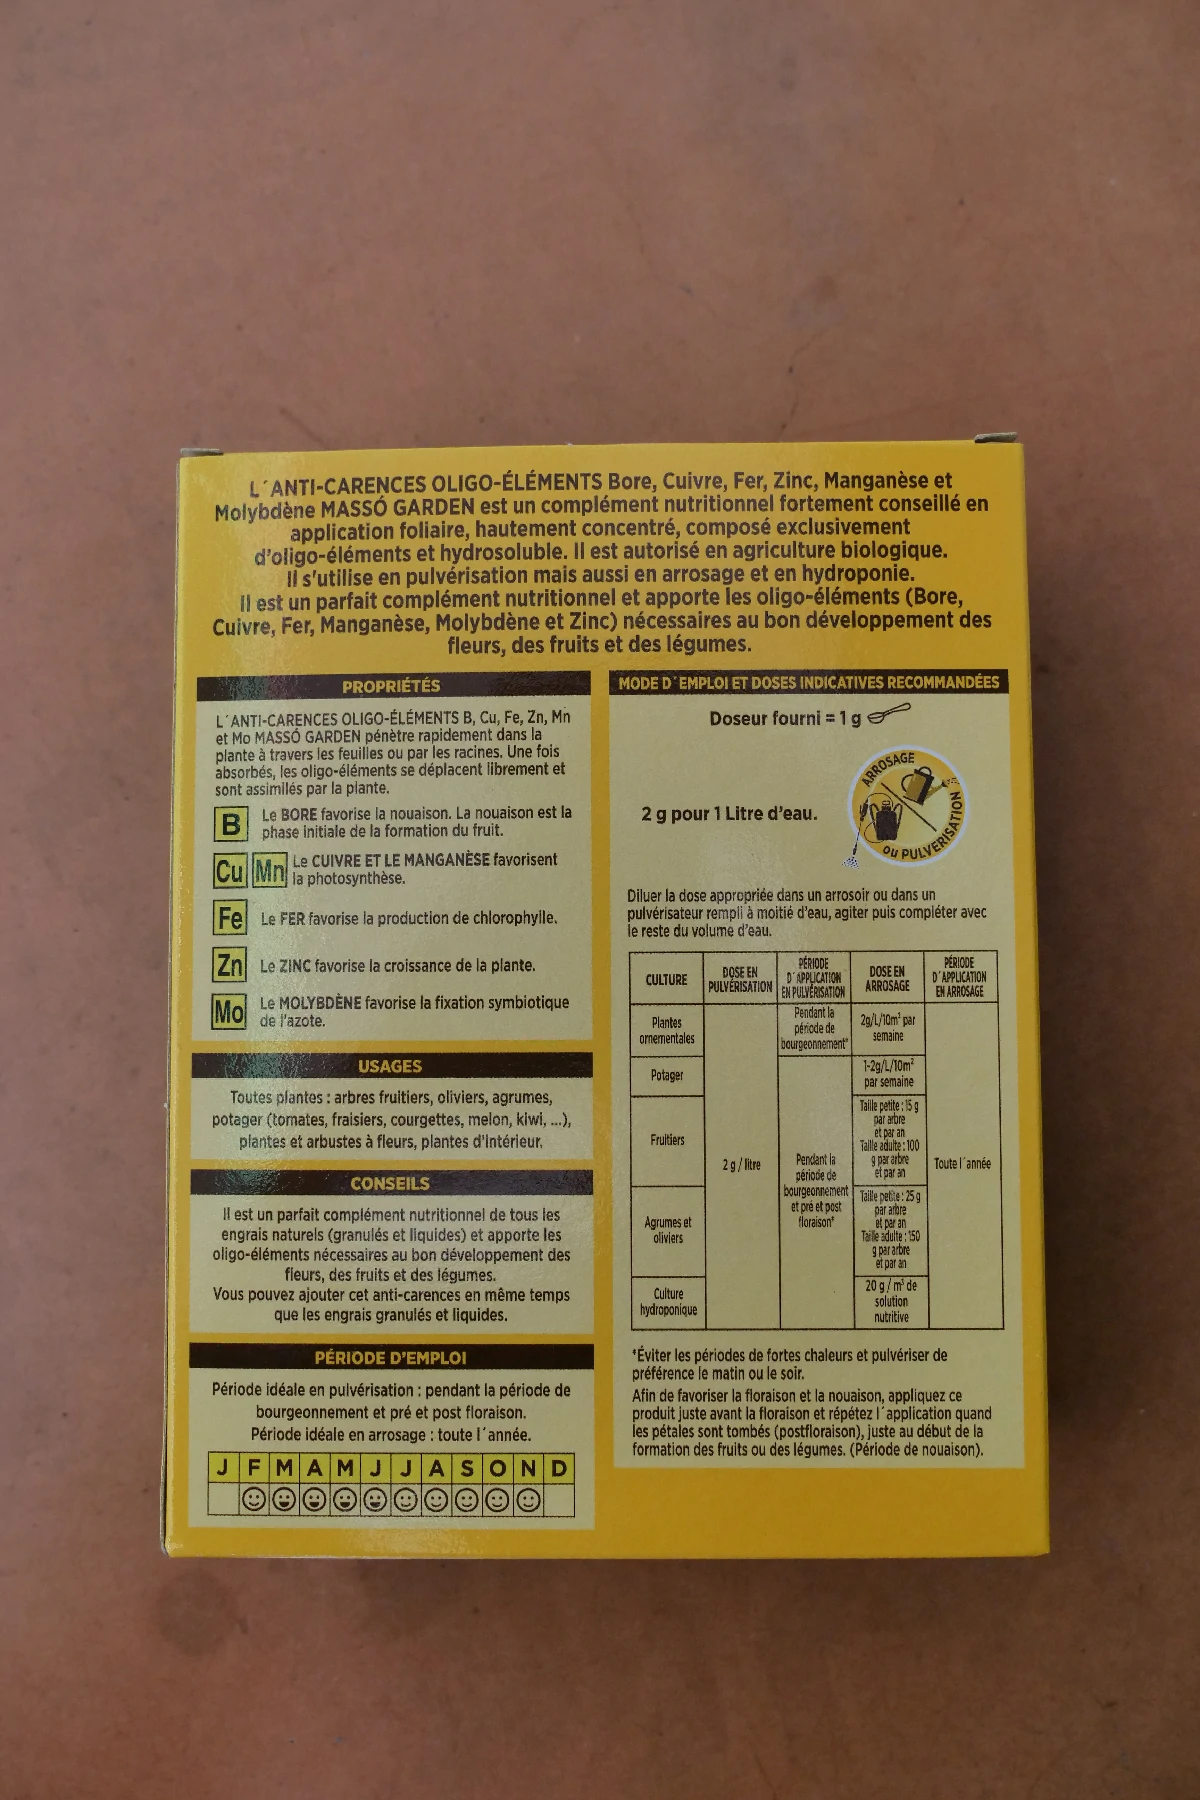 L´ANTI-CARENCES OLIGO-ÉLÉMENTS Bore, Cuivre, Fer, Zinc, Manganèse et
Molybdène MASSÓ GARDEN est un complément nutritionnel fortement conseillé en
application foliaire, hautement concentré, composé exclusivement
d'oligo-éléments et hydrosoluble. Il est autorisé en agriculture biologique.
Il s'utilise en pulvérisation mais aussi en arrosage et en hydroponie.
Il est un parfait complément nutritionnel et apporte les oligo-éléments (Bore,
Cuivre, Fer, Manganèse, Molybdène et Zinc) nécessaires au bon développement des
fleurs, des fruits et des légumes.
PROPRIÉTÉS
L´ANTI-CARENCES OLIGO-ÉLÉMENTS B, Cu, Fe, Zn, Mn
et Mo MASSÓ GARDEN pénètre rapidement dans la
plante à travers les feuilles ou par les racines. Une fois
absorbés, les oligo-éléments se déplacent librement et
sont assimilés par la plante.
B
Le BORE favorise la nouaison. La nouaison est la
phase initiale de la formation du fruit.
Cu Mn
Le CUIVRE ET LE MANGANÈSE favorisent
la photosynthèse.
Fe
Le FER favorise la production de chlorophylle.
Zn
Le ZINC favorise la croissance de la plante.
Mo
Le MOLYBDÈNE favorise la fixation symbiotique
de l'azote.
USAGES
Toutes plantes : arbres fruitiers, oliviers, agrumes,
potager (tomates, fraisiers, courgettes, melon, kiwi, ...),
plantes et arbustes à fleurs, plantes d'intérieur.
CONSEILS
Il est un parfait complément nutritionnel de tous les
engrais naturels (granulés et liquides) et apporte les
oligo-éléments nécessaires au bon développement des
fleurs, des fruits et des légumes.
Vous pouvez ajouter cet anti-carences en même temps
que les engrais granulés et liquides.
PÉRIODE D'EMPLOI
Période idéale en pulvérisation : pendant la période de
bourgeonnement et pré et post floraison.
Période idéale en arrosage : toute l´année.
J F M A M J J A S O N D
MODE D´EMPLOI ET DOSES INDICATIVES RECOMMANDÉES
Doseur fourni = 1 g
2 g pour 1 Litre d'eau.
ARROSAGE
OU PULVERISATION
Diluer la dose appropriée dans un arrosoir ou dans un
pulvérisateur rempli à moitié d'eau, agiter puis compléter avec
le reste du volume d'eau.
CULTURE
DOSE EN
PULVÉRISATION
PÉRIODE
D´APPLICATION
EN PULVÉRISATION
DOSE EN
ARROSAGE
PÉRIODE
D´APPLICATION
EN ARROSAGE
Plantes
ornementales
Pendant la
période de
bourgeonnement*
2g/L/10m² par
semaine
Potager
1-2g/L/10m²
par semaine
Fruitiers
Taille petite : 15 g
par arbre
et par an
Taille adulte : 100
g par arbre
et par an
2 g / litre
Pendant la
période de
bourgeonnement
et pré et post
floraison*
Toute l´année
Agrumes et
oliviers
Taille petite : 25 g
par arbre
et par an
Taille adulte : 150
g par arbre
et par an
Culture
hydroponique
20 g / m³ de
solution
nutritive
*Éviter les périodes de fortes chaleurs et pulvériser de
préférence le matin ou le soir.
Afin de favoriser la floraison et la nouaison, appliquez ce
produit juste avant la floraison et répétez l´application quand
les pétales sont tombés (postfloraison), juste au début de la
formation des fruits ou des légumes. (Période de nouaison).